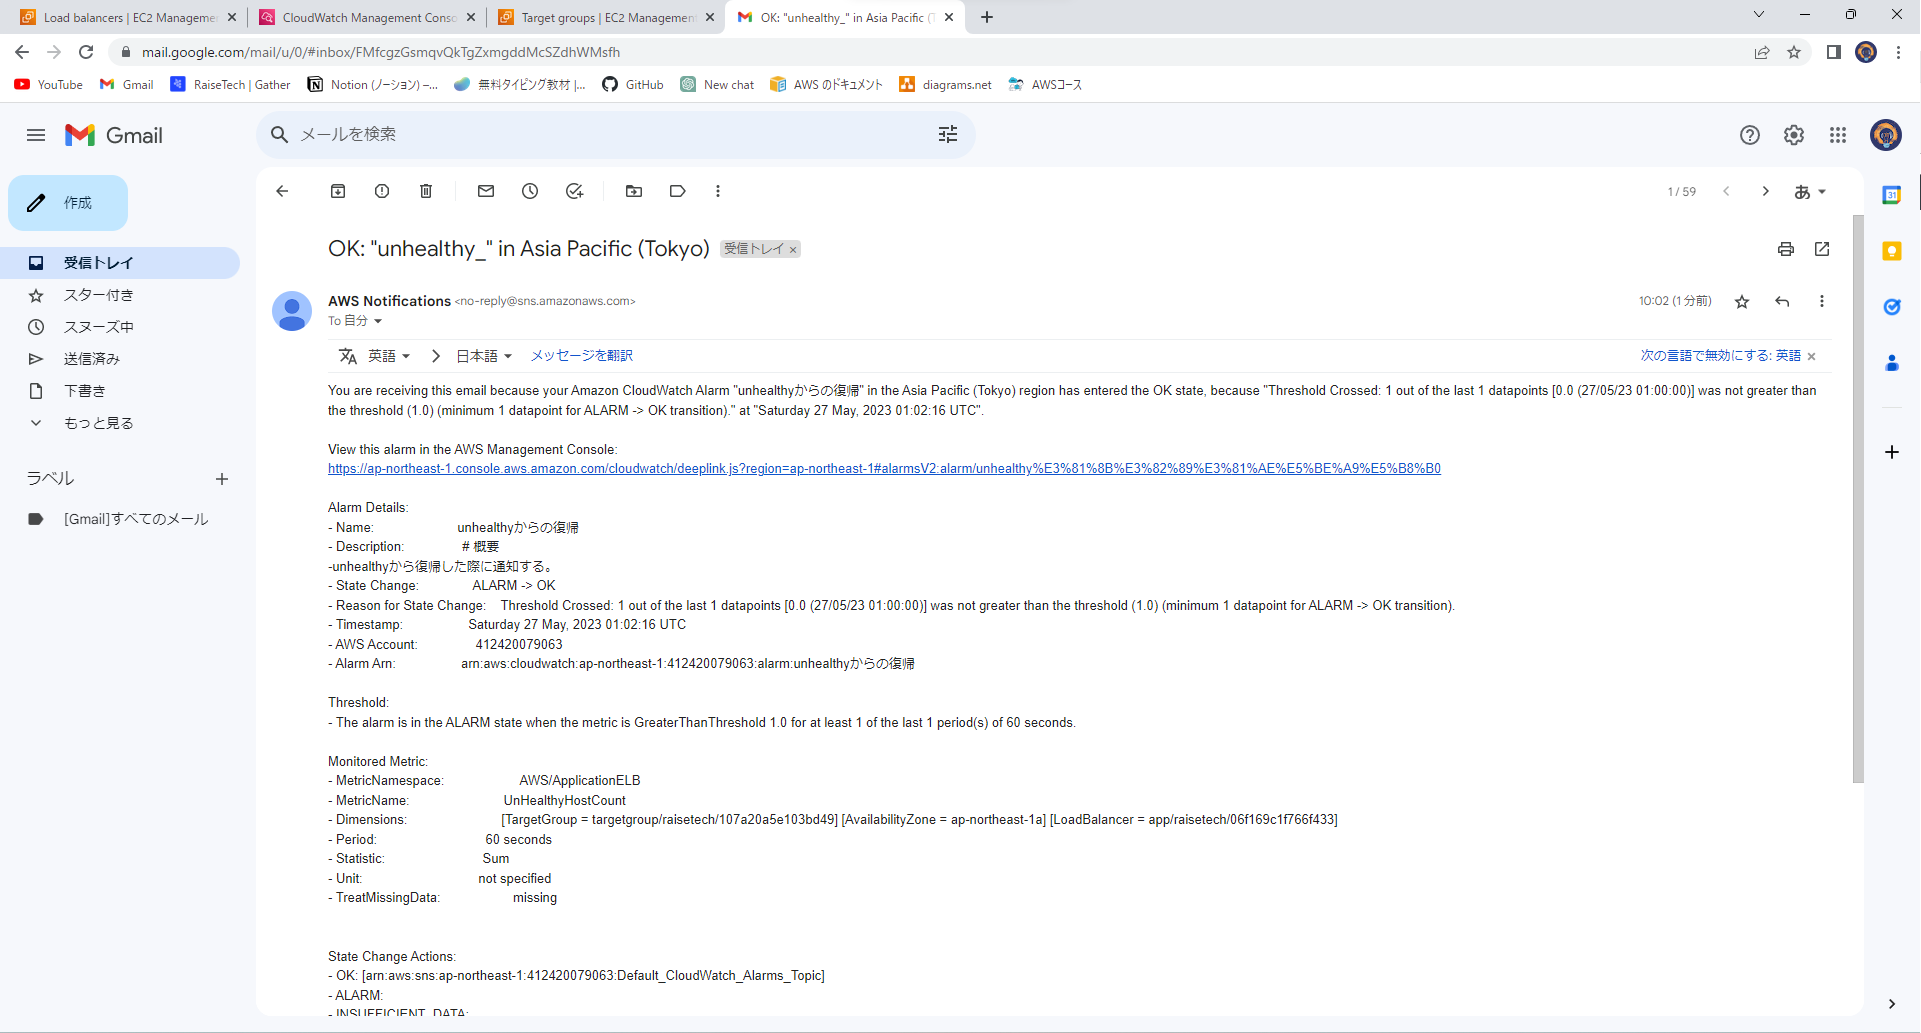 Load balancers | EC2 Manageme
CloudWatch Management Conso
Target groups | EC2 Management
OK: "unhealthy_" in Asia Pacific (T
mail.google.com/mail/u/0/#inbox/FMfcgzGsmqvQkTgZxmgddMcSZdhWMsfh
YouTube
Gmail
RaiseTech | Gather
Notion (ノーション) –...
無料タイピング教材 |...
GitHub
New chat
AWS のドキュメント
diagrams.net
AWSコース
Gmail
メールを検索
作成
1 / 59
あ
受信トレイ
スター付き
スヌーズ中
送信済み
下書き
もっと見る
ラベル
[Gmail]すべてのメール
OK: "unhealthy_" in Asia Pacific (Tokyo)
受信トレイ ×
AWS Notifications <no-reply@sns.amazonaws.com>
10:02 (1 分前)
To 自分
英語
日本語
メッセージを翻訳
次の言語で無効にする: 英語 ×
You are receiving this email because your Amazon CloudWatch Alarm "unhealthyからの復帰" in the Asia Pacific (Tokyo) region has entered the OK state, because "Threshold Crossed: 1 out of the last 1 datapoints [0.0 (27/05/23 01:00:00)] was not greater than
the threshold (1.0) (minimum 1 datapoint for ALARM -> OK transition)." at "Saturday 27 May, 2023 01:02:16 UTC".
View this alarm in the AWS Management Console:
https://ap-northeast-1.console.aws.amazon.com/cloudwatch/deeplink.js?region=ap-northeast-1#alarmsV2:alarm/unhealthy%E3%81%8B%E3%82%89%E3%81%AE%E5%BE%A9%E5%B8%B0
Alarm Details:
- Name: unhealthyからの復帰
- Description: # 概要
-unhealthyから復帰した際に通知する。
- State Change: ALARM -> OK
- Reason for State Change: Threshold Crossed: 1 out of the last 1 datapoints [0.0 (27/05/23 01:00:00)] was not greater than the threshold (1.0) (minimum 1 datapoint for ALARM -> OK transition).
- Timestamp: Saturday 27 May, 2023 01:02:16 UTC
- AWS Account: 412420079063
- Alarm Arn: arn:aws:cloudwatch:ap-northeast-1:412420079063:alarm:unhealthyからの復帰
Threshold:
- The alarm is in the ALARM state when the metric is GreaterThanThreshold 1.0 for at least 1 of the last 1 period(s) of 60 seconds.
Monitored Metric:
- MetricNamespace: AWS/ApplicationELB
- MetricName: UnHealthyHostCount
- Dimensions: [TargetGroup = targetgroup/raisetech/107a20a5e103bd49] [AvailabilityZone = ap-northeast-1a] [LoadBalancer = app/raisetech/06f169c1f766f433]
- Period: 60 seconds
- Statistic: Sum
- Unit: not specified
- TreatMissingData: missing
State Change Actions:
- OK: [arn:aws:sns:ap-northeast-1:412420079063:Default_CloudWatch_Alarms_Topic]
- ALARM:
- INSUFFICIENT_DATA:
31